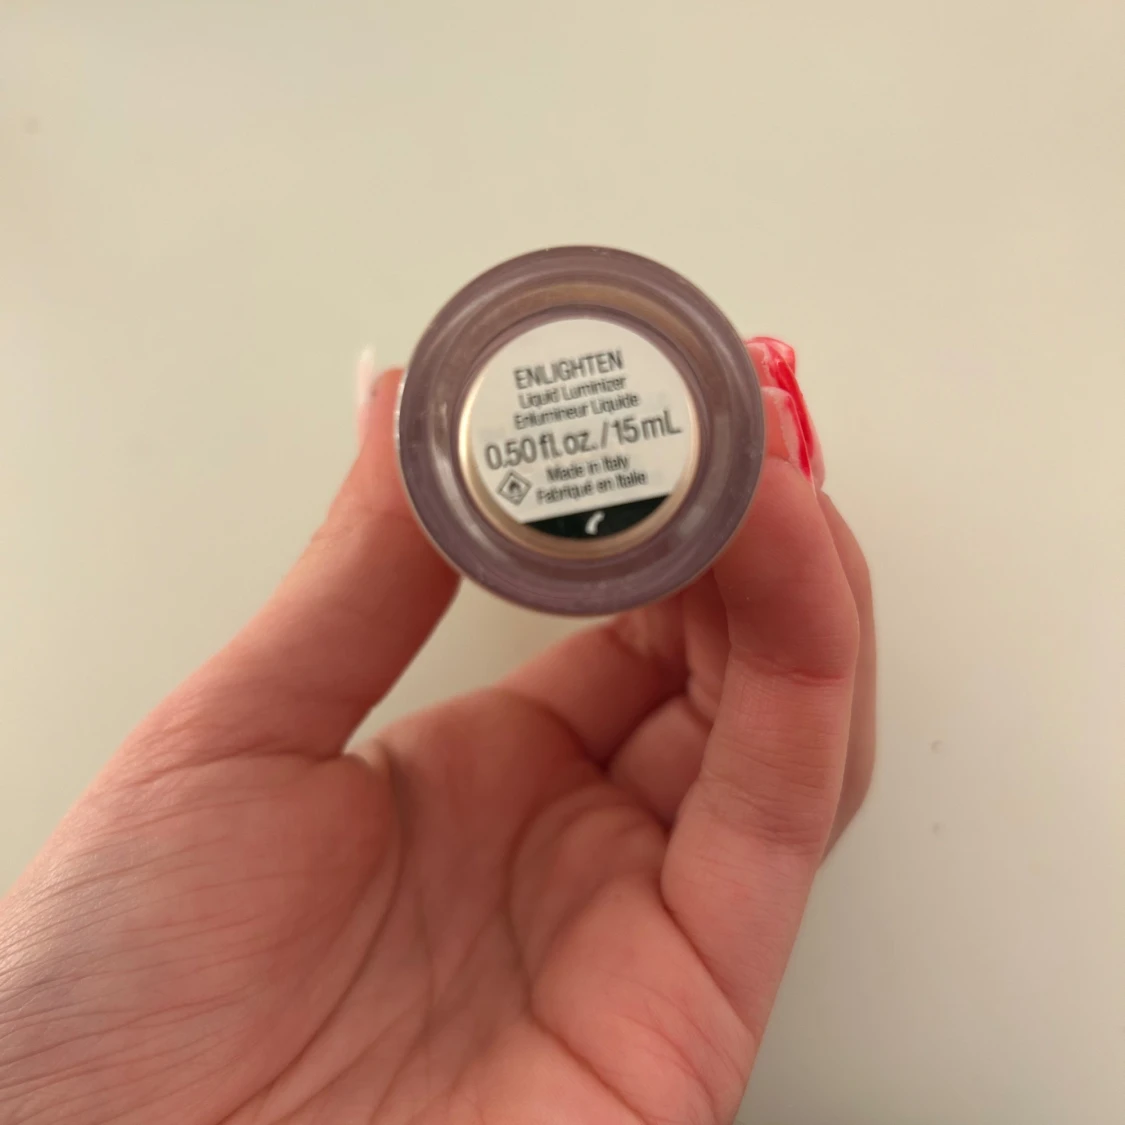 ENLIGHTEN
Liquid Luminizer
Enlumineur Liquide
0.50 fl. oz. / 15 mL
Made in Italy
Fabriqué en Italie